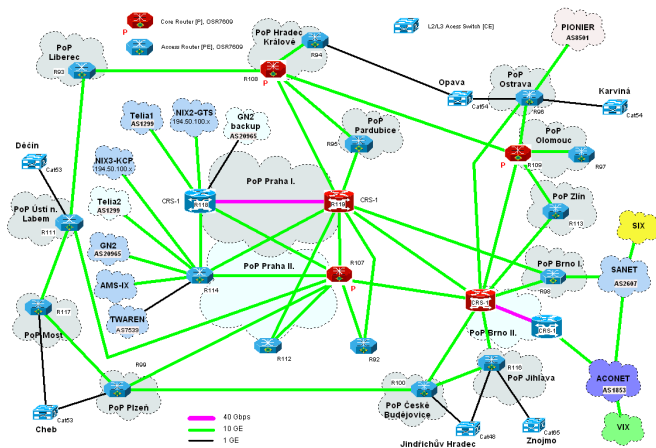 Core Router [P], OSR7609
Access Router [PE], OSR7609
L2/L3 Acess Switch [CE]
PIONIER
AS8501
PoP Hradec
Králové
R94
PoP
Liberec
R93
R108
P
Opava
Cat54
PoP
Ostrava
R96
Karviná
Cat54
Telia1
AS1299
NIX2-GTS
194.50.100.x
GN2
backup
AS20965
PoP
Pardubice
R95
PoP
Olomouc
R109
P
R97
Děčín
Cat63
NIX3-KCP
194.50.100.x
PoP Praha I.
CRS-1
R118
R119
CRS-1
PoP Zlín
R113
Telia2
AS1299
PoP Ústí n.
Labem
R111
SIX
GN2
AS20965
PoP Praha II.
R107
P
PoP Brno I.
R98
SANET
AS2607
AMS-IX
R114
CRS-1
TWAREN
AS7539
R117
PoP Most
PoP Brno II.
CRS-1
R112
R92
R99
PoP Plzeň
R100
PoP České
Budějovice
R116
PoP Jihlava
ACONET
AS1853
Cat53
Cheb
40 Gbps
10 GE
1 GE
Cat48
Jindřichův Hradec
Cat65
Znojmo
VIX